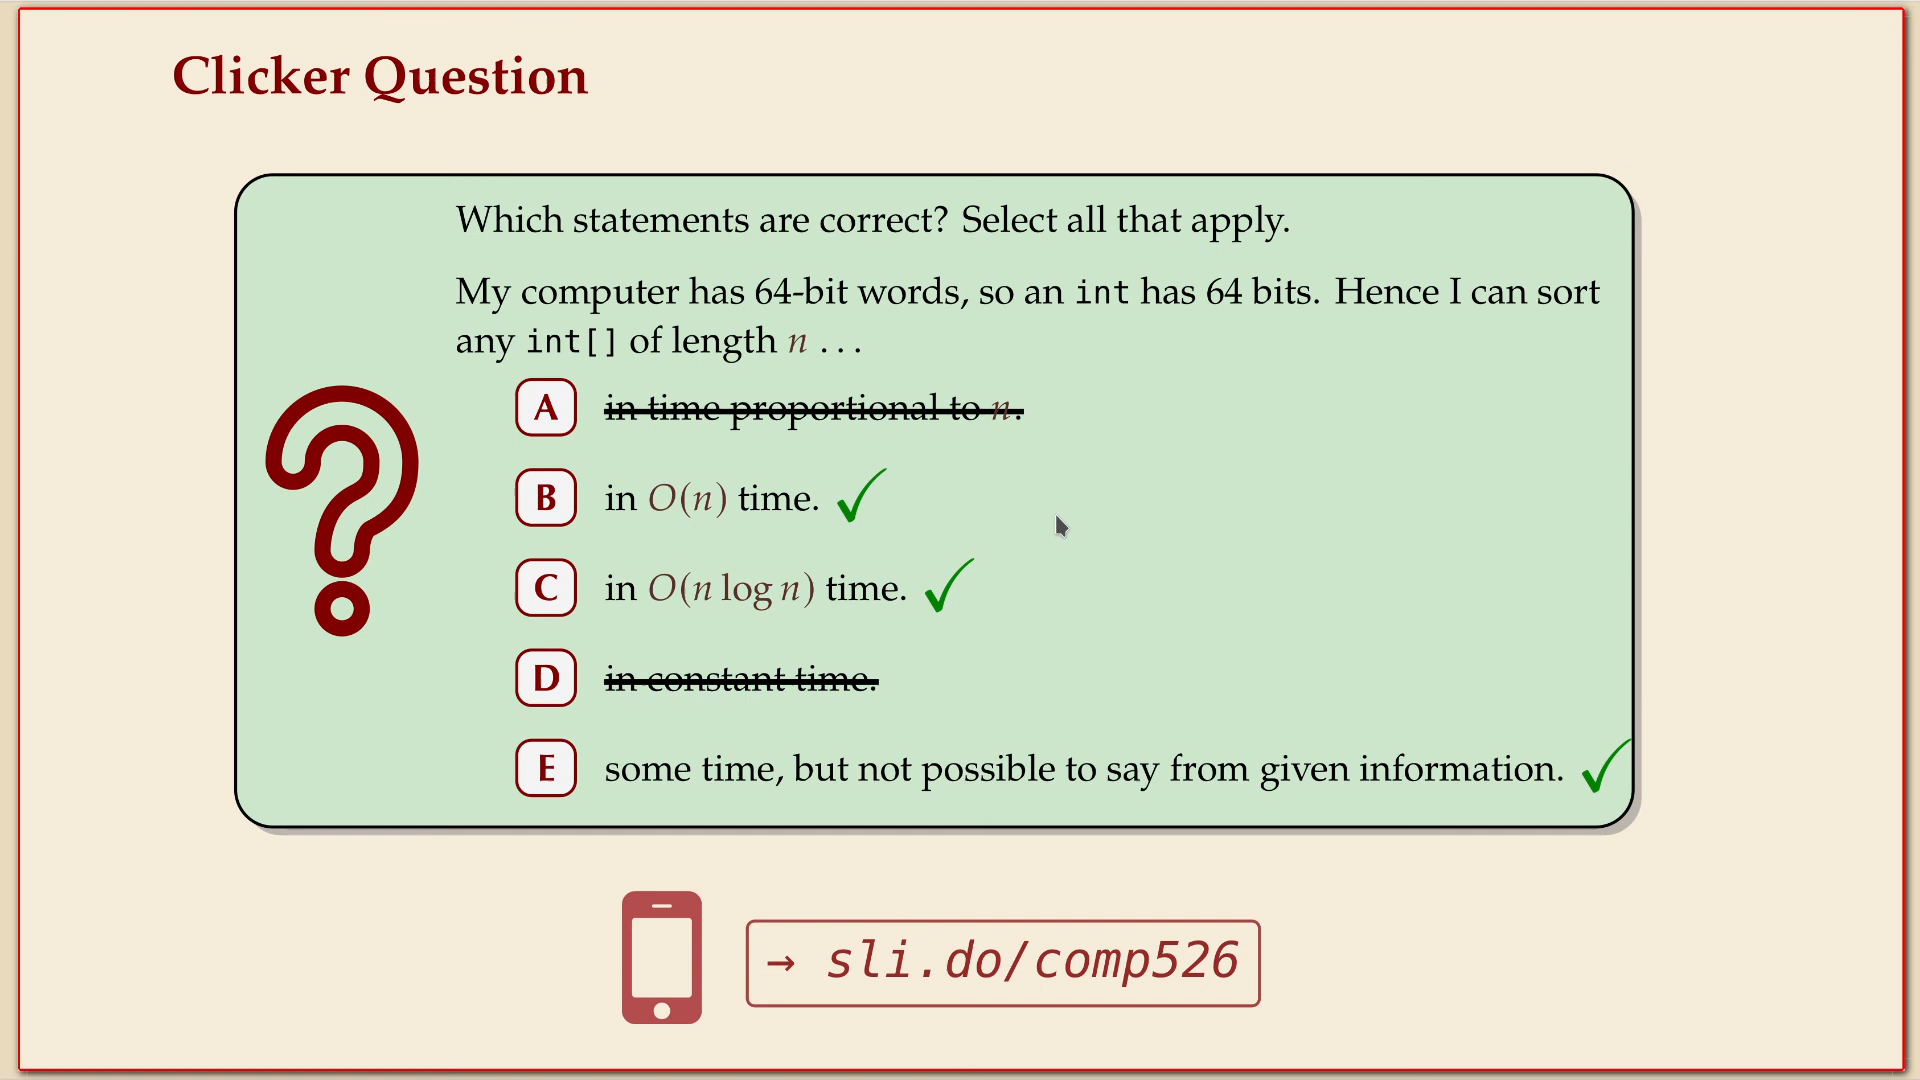 Clicker Question
Which statements are correct? Select all that apply.
My computer has 64-bit words, so an int has 64 bits. Hence I can sort
any int[] of length n . . .
A in time proportional to n.
B in O(n) time. ✓
C in O(n log n) time. ✓
D in constant time.
E some time, but not possible to say from given information. ✓
→ sli.do/comp526